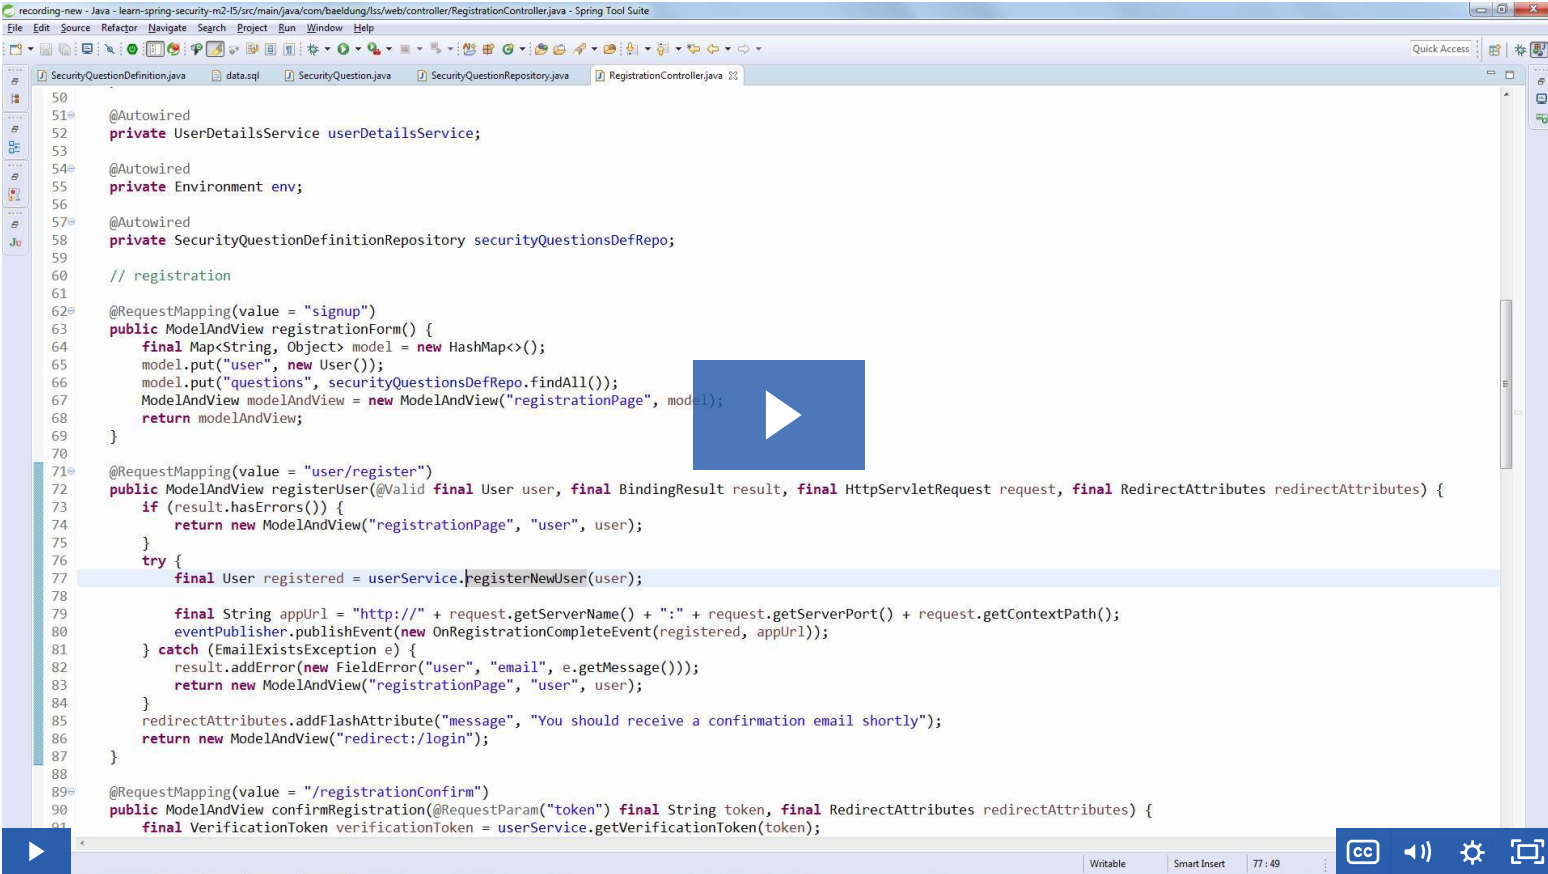 recording-new - Java - learn-spring-security-m2-l5/src/main/java/com/baeldung/lss/web/controller/RegistrationController.java - Spring Tool Suite
File Edit Source Refactor Navigate Search Project Run Window Help
Quick Access
SecurityQuestionDefinition.java data.sql SecurityQuestion.java SecurityQuestionRepository.java RegistrationController.java
50
51 @Autowired
52 private UserDetailsService userDetailsService;
53
54 @Autowired
55 private Environment env;
56
57 @Autowired
58 private SecurityQuestionDefinitionRepository securityQuestionsDefRepo;
59
60 // registration
61
62 @RequestMapping(value = "signup")
63 public ModelAndView registrationForm() {
64 final Map<String, Object> model = new HashMap<>();
65 model.put("user", new User());
66 model.put("questions", securityQuestionsDefRepo.findAll());
67 ModelAndView modelAndView = new ModelAndView("registrationPage", model);
68 return modelAndView;
69 }
70
71 @RequestMapping(value = "user/register")
72 public ModelAndView registerUser(@Valid final User user, final BindingResult result, final HttpServletRequest request, final RedirectAttributes redirectAttributes) {
73 if (result.hasErrors()) {
74 return new ModelAndView("registrationPage", "user", user);
75 }
76 try {
77 final User registered = userService.registerNewUser(user);
78
79 final String appUrl = "http://" + request.getServerName() + ":" + request.getServerPort() + request.getContextPath();
80 eventPublisher.publishEvent(new OnRegistrationCompleteEvent(registered, appUrl));
81 } catch (EmailExistsException e) {
82 result.addError(new FieldError("user", "email", e.getMessage()));
83 return new ModelAndView("registrationPage", "user", user);
84 }
85 redirectAttributes.addFlashAttribute("message", "You should receive a confirmation email shortly");
86 return new ModelAndView("redirect:/login");
87 }
88
89 @RequestMapping(value = "/registrationConfirm")
90 public ModelAndView confirmRegistration(@RequestParam("token") final String token, final RedirectAttributes redirectAttributes) {
91 final VerificationToken verificationToken = userService.getVerificationToken(token);
Ju
CC
Writable Smart Insert 77 : 49